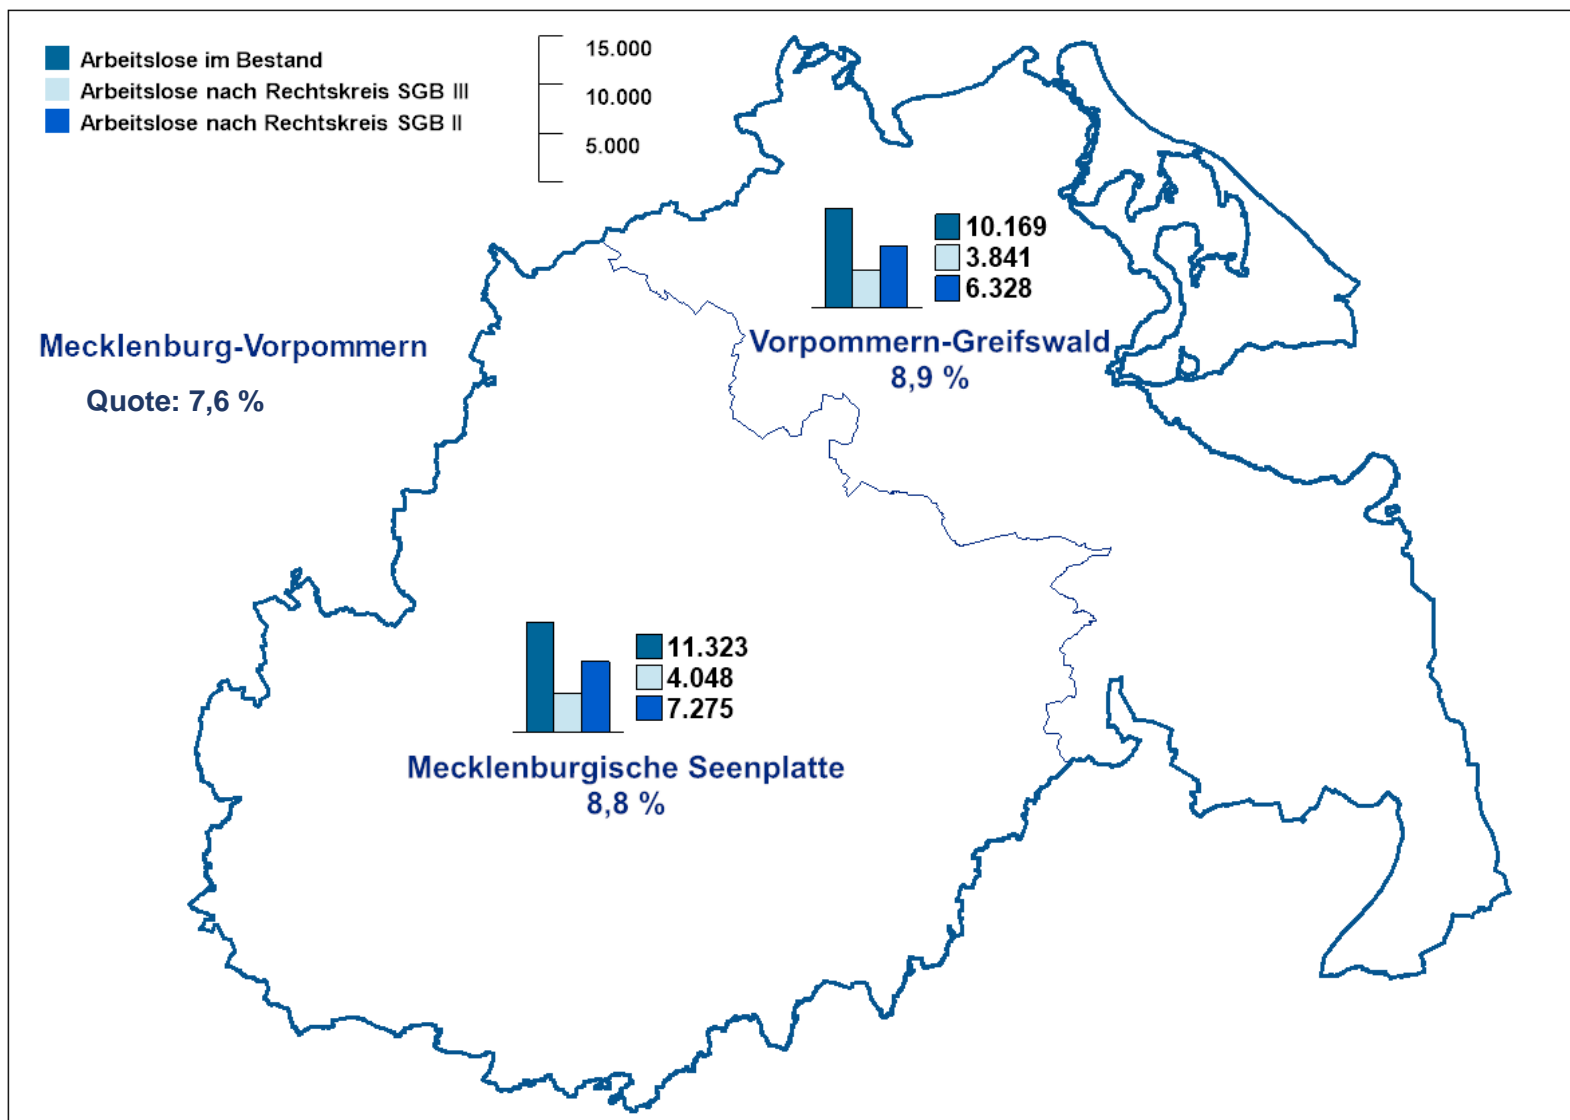 Arbeitslose im Bestand
Arbeitslose nach Rechtskreis SGB III
Arbeitslose nach Rechtskreis SGB II
15.000
10.000
5.000
10.169
3.841
6.328
Vorpommern-Greifswald
8,9 %
Mecklenburg-Vorpommern
Quote: 7,6 %
11.323
4.048
7.275
Mecklenburgische Seenplatte
8,8 %